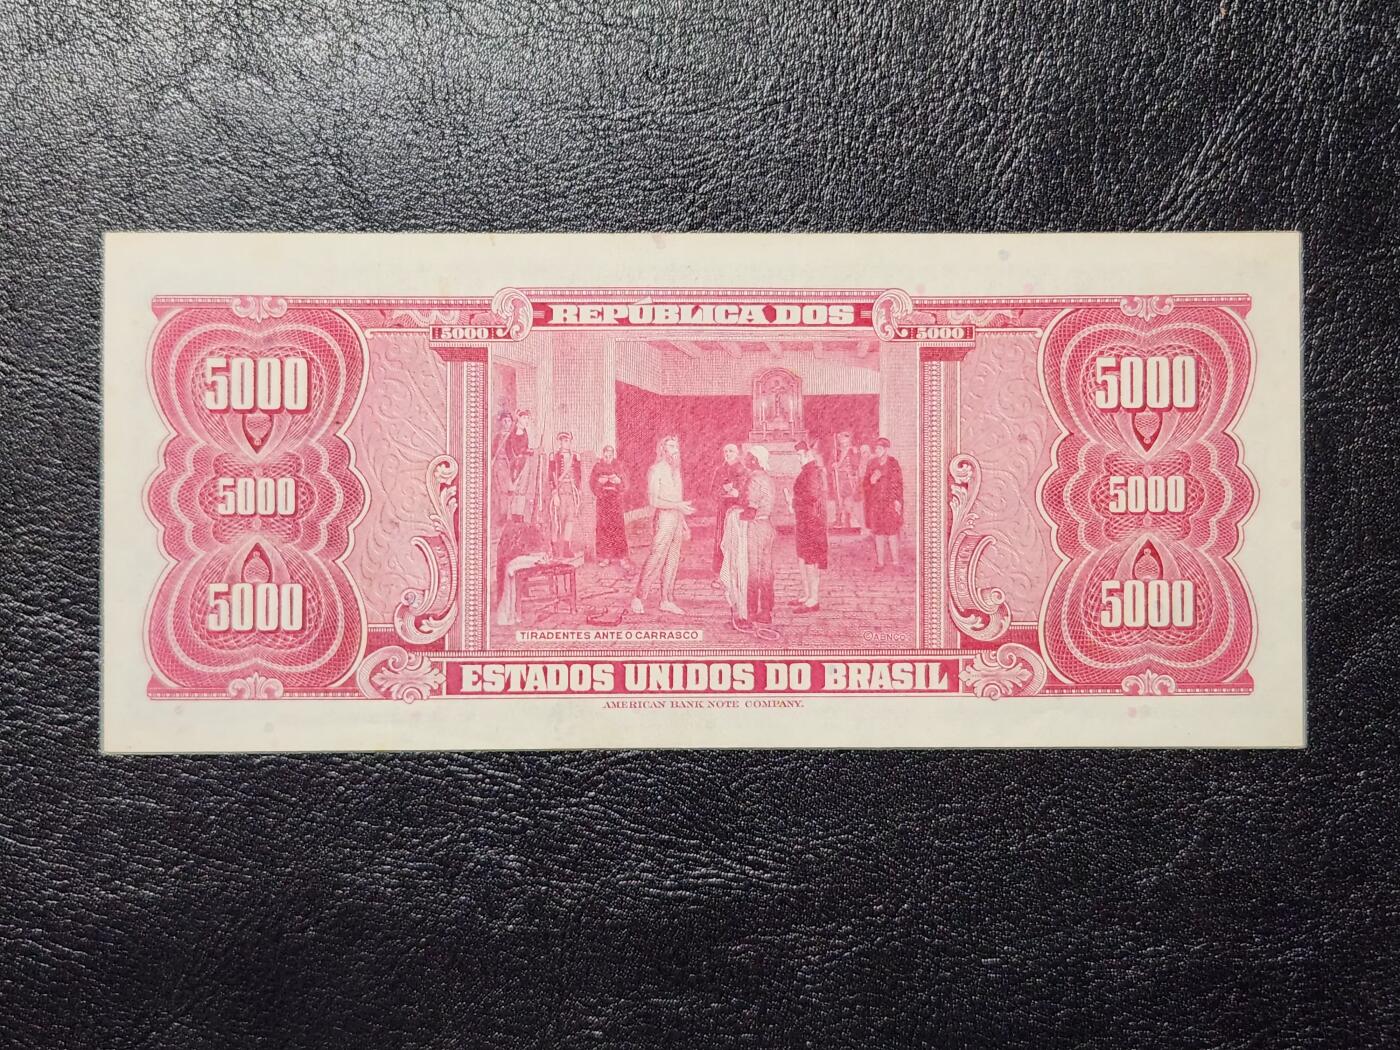 REPÚBLICA DOS
5000 5000
5000 5000
5000 5000
5000 5000
TIRADENTES ANTE O CARRASCO
©ABNCO.
ESTADOS UNIDOS DO BRASIL
AMERICAN BANK NOTE COMPANY.